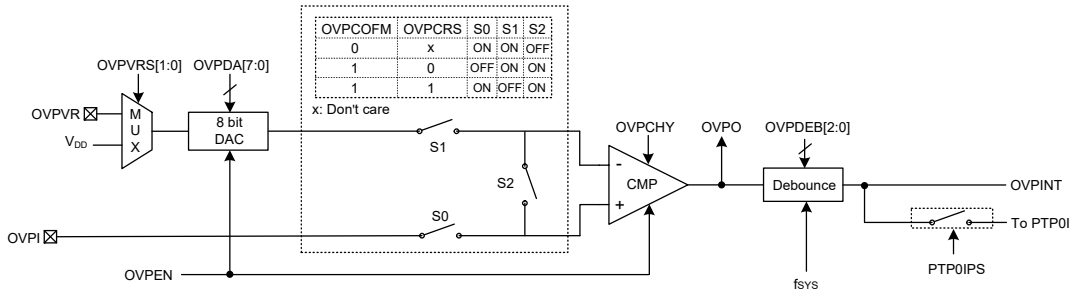 OVPCOFM OVPCRS S0 S1 S2
0 x ON ON OFF
1 0 OFF ON ON
1 1 ON OFF ON
x: Don't care
OVPVRS[1:0] OVPDA[7:0]
OVPVR
VDD
M
U
X
8 bit
DAC
S1
S2
S0
OVPI
OVPEN
OVPCHY
OVPO
OVPDEB[2:0]
-
CMP
+
Debounce
OVPINT
To PTP0I
PTP0IPS
fSYS